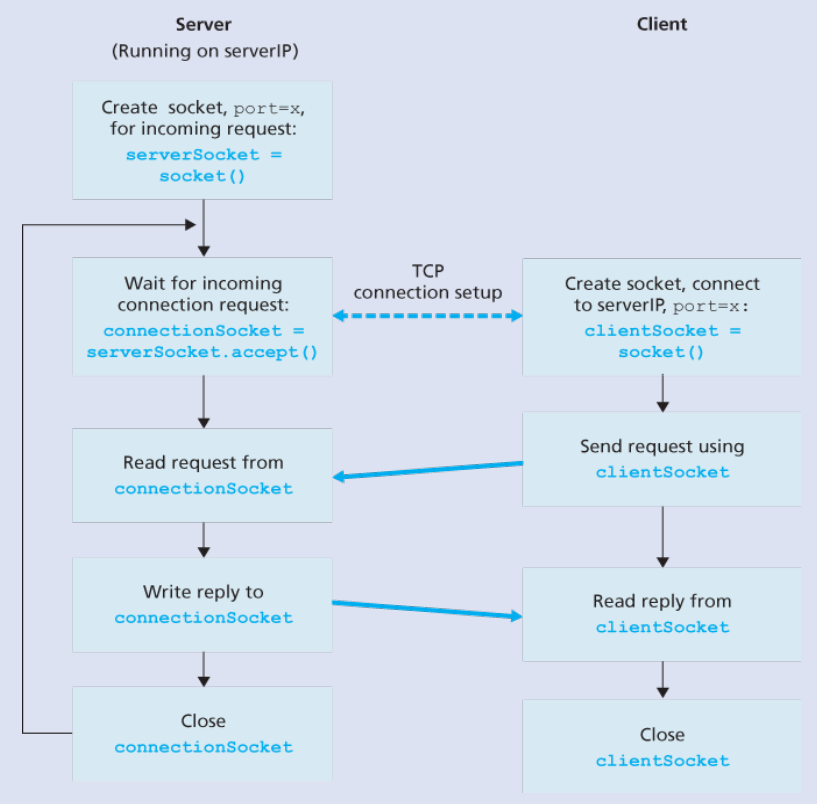 Server
(Running on serverIP)
Client
Create socket, port=x,
for incoming request:
serverSocket =
socket()
Wait for incoming
connection request:
connectionSocket =
serverSocket.accept()
TCP
connection setup
Create socket, connect
to serverIP, port=x:
clientSocket =
socket()
Read request from
connectionSocket
Send request using
clientSocket
Write reply to
connectionSocket
Read reply from
clientSocket
Close
connectionSocket
Close
clientSocket